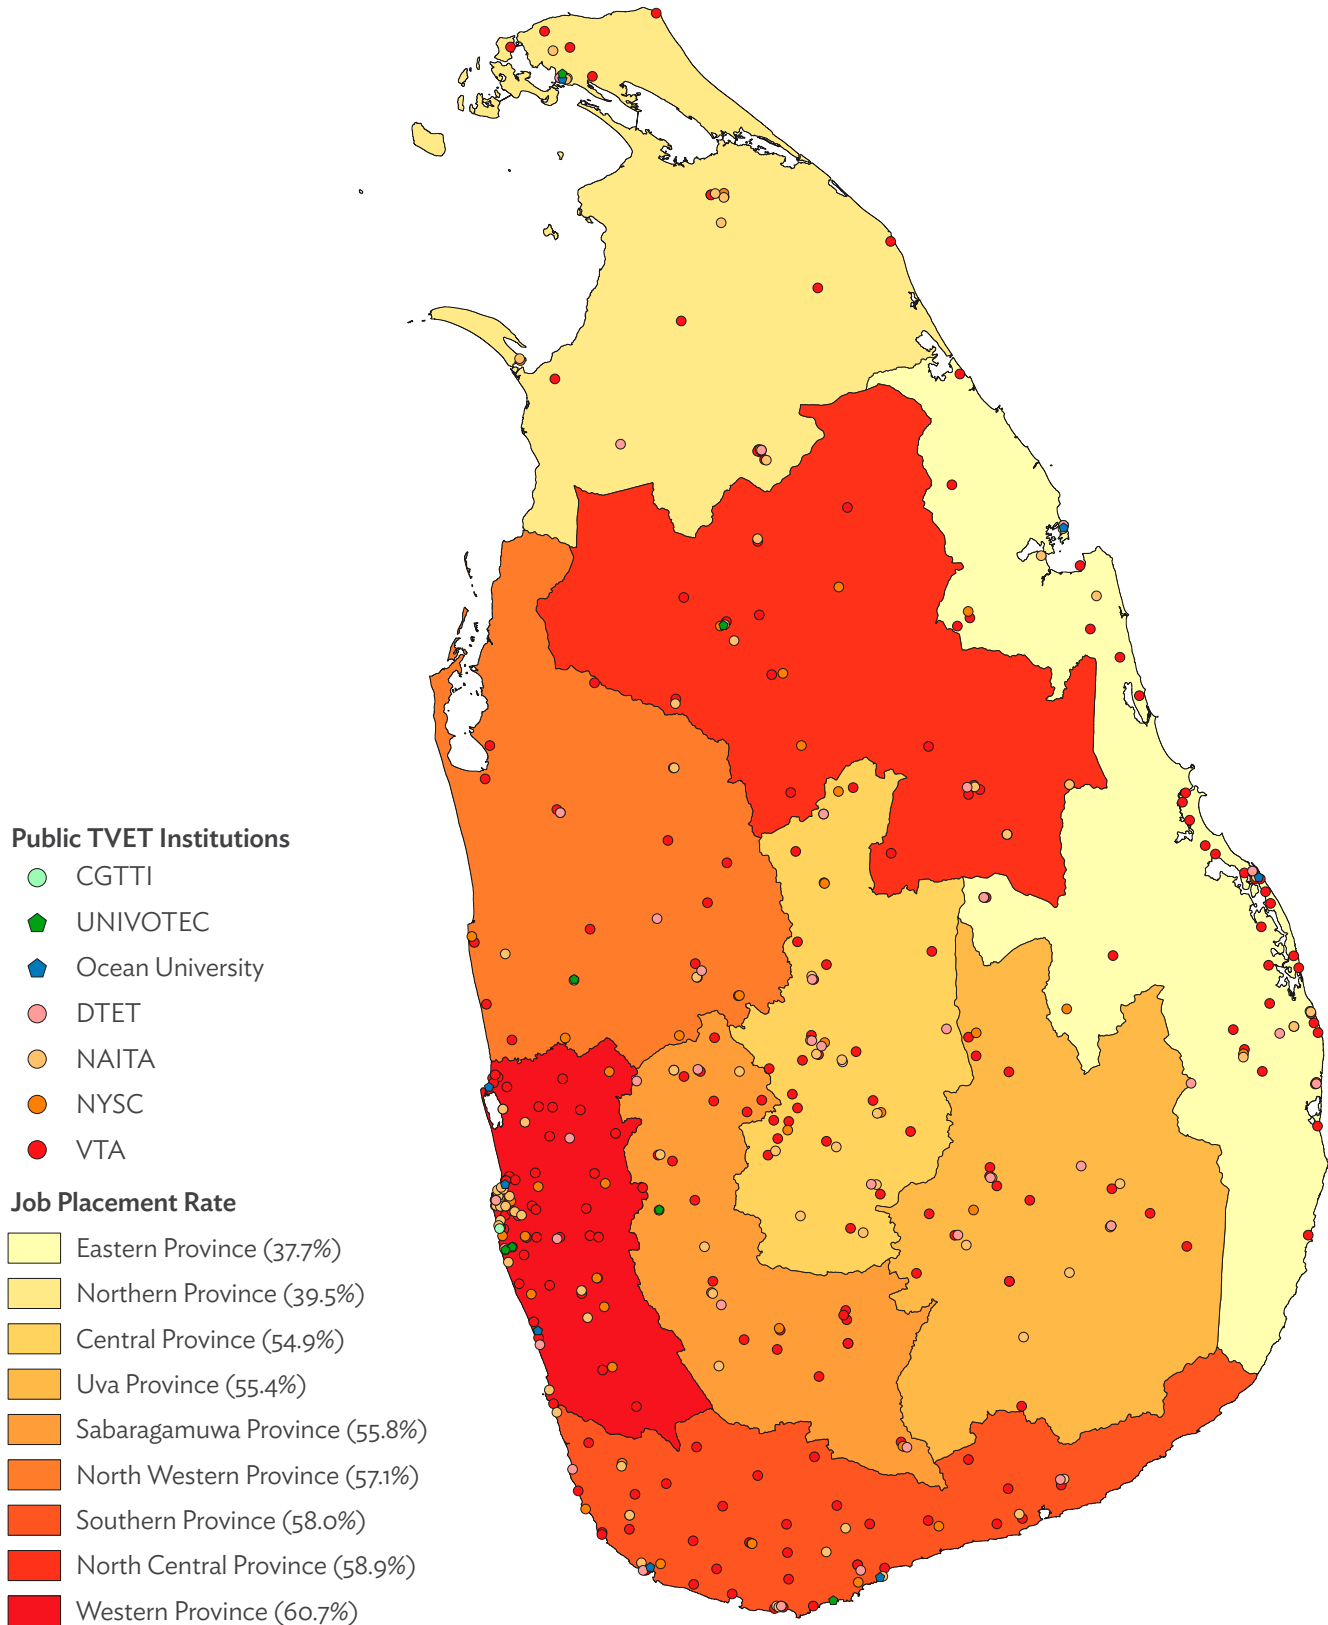 Public TVET Institutions
CGTTI
UNIVOTEC
Ocean University
DTET
NAITA
NYSC
VTA
Job Placement Rate
Eastern Province (37.7%)
Northern Province (39.5%)
Central Province (54.9%)
Uva Province (55.4%)
Sabaragamuwa Province (55.8%)
North Western Province (57.1%)
Southern Province (58.0%)
North Central Province (58.9%)
Western Province (60.7%)